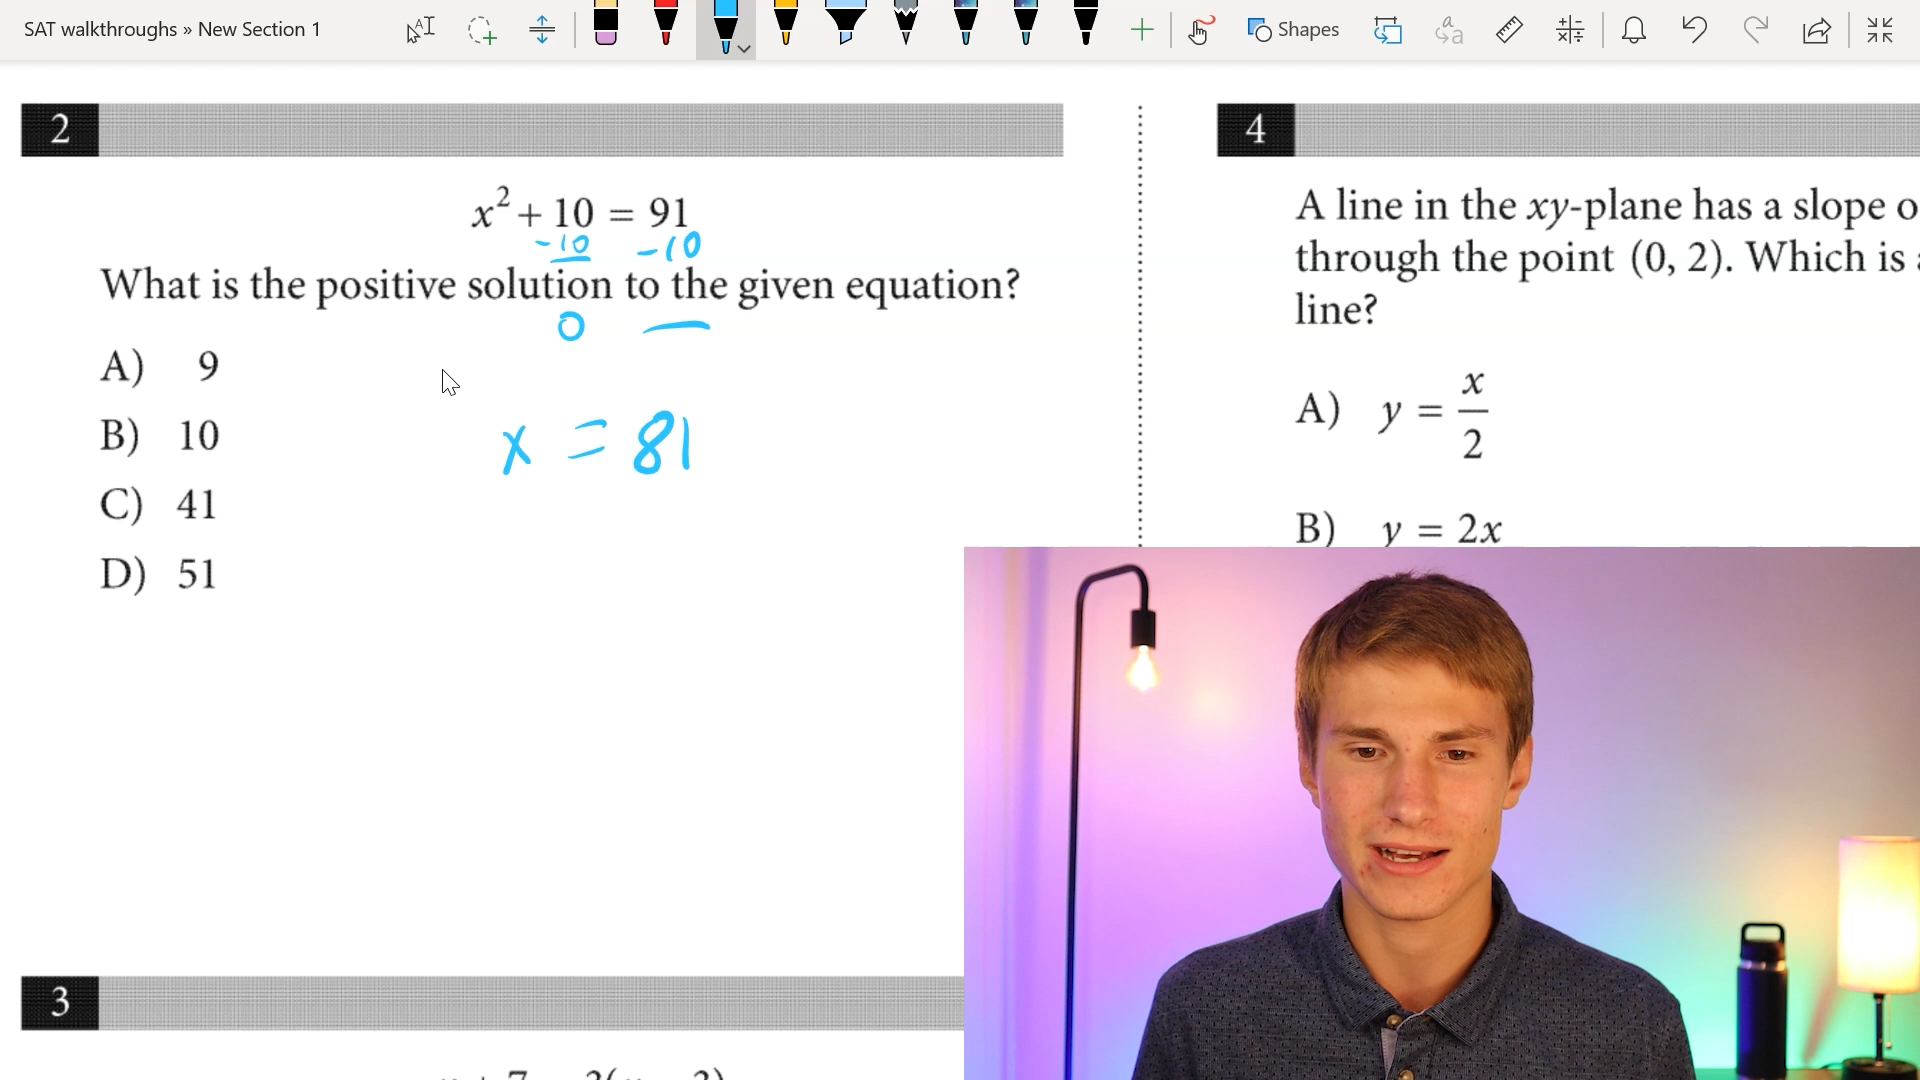 SAT walkthroughs » New Section 1
Shapes
2
x² + 10 = 91
-10 -10
What is the positive solution to the given equation?
0
A) 9
B) 10
C) 41
D) 51
x = 81
3
4
A line in the xy-plane has a slope
through the point (0, 2). Which is
line?
A) y = x/2
B) y = 2x